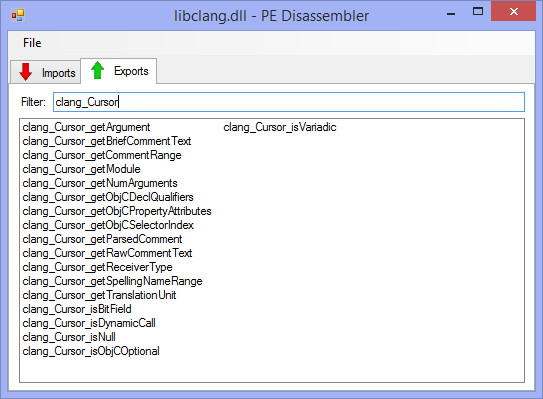 libclang.dll - PE Disassembler
File
Imports
Exports
Filter:
clang_Cursor
clang_Cursor_getArgument
clang_Cursor_getBriefCommentText
clang_Cursor_getCommentRange
clang_Cursor_getModule
clang_Cursor_getNumArguments
clang_Cursor_getObjCDeclQualifiers
clang_Cursor_getObjCPropertyAttributes
clang_Cursor_getObjCSelectorIndex
clang_Cursor_getParsedComment
clang_Cursor_getRawCommentText
clang_Cursor_getReceiverType
clang_Cursor_getSpellingNameRange
clang_Cursor_getTranslationUnit
clang_Cursor_isBitField
clang_Cursor_isDynamicCall
clang_Cursor_isNull
clang_Cursor_isObjCOptional
clang_Cursor_isVariadic